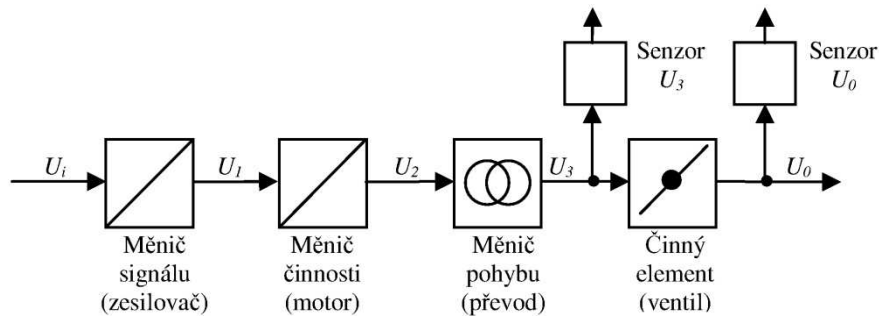 Senzor
U3
Senzor
U0
Ui
U1
U2
U3
U0
Měnič
signálu
(zesilovač)
Měnič
činnosti
(motor)
Měnič
pohybu
(převod)
Činný
element
(ventil)